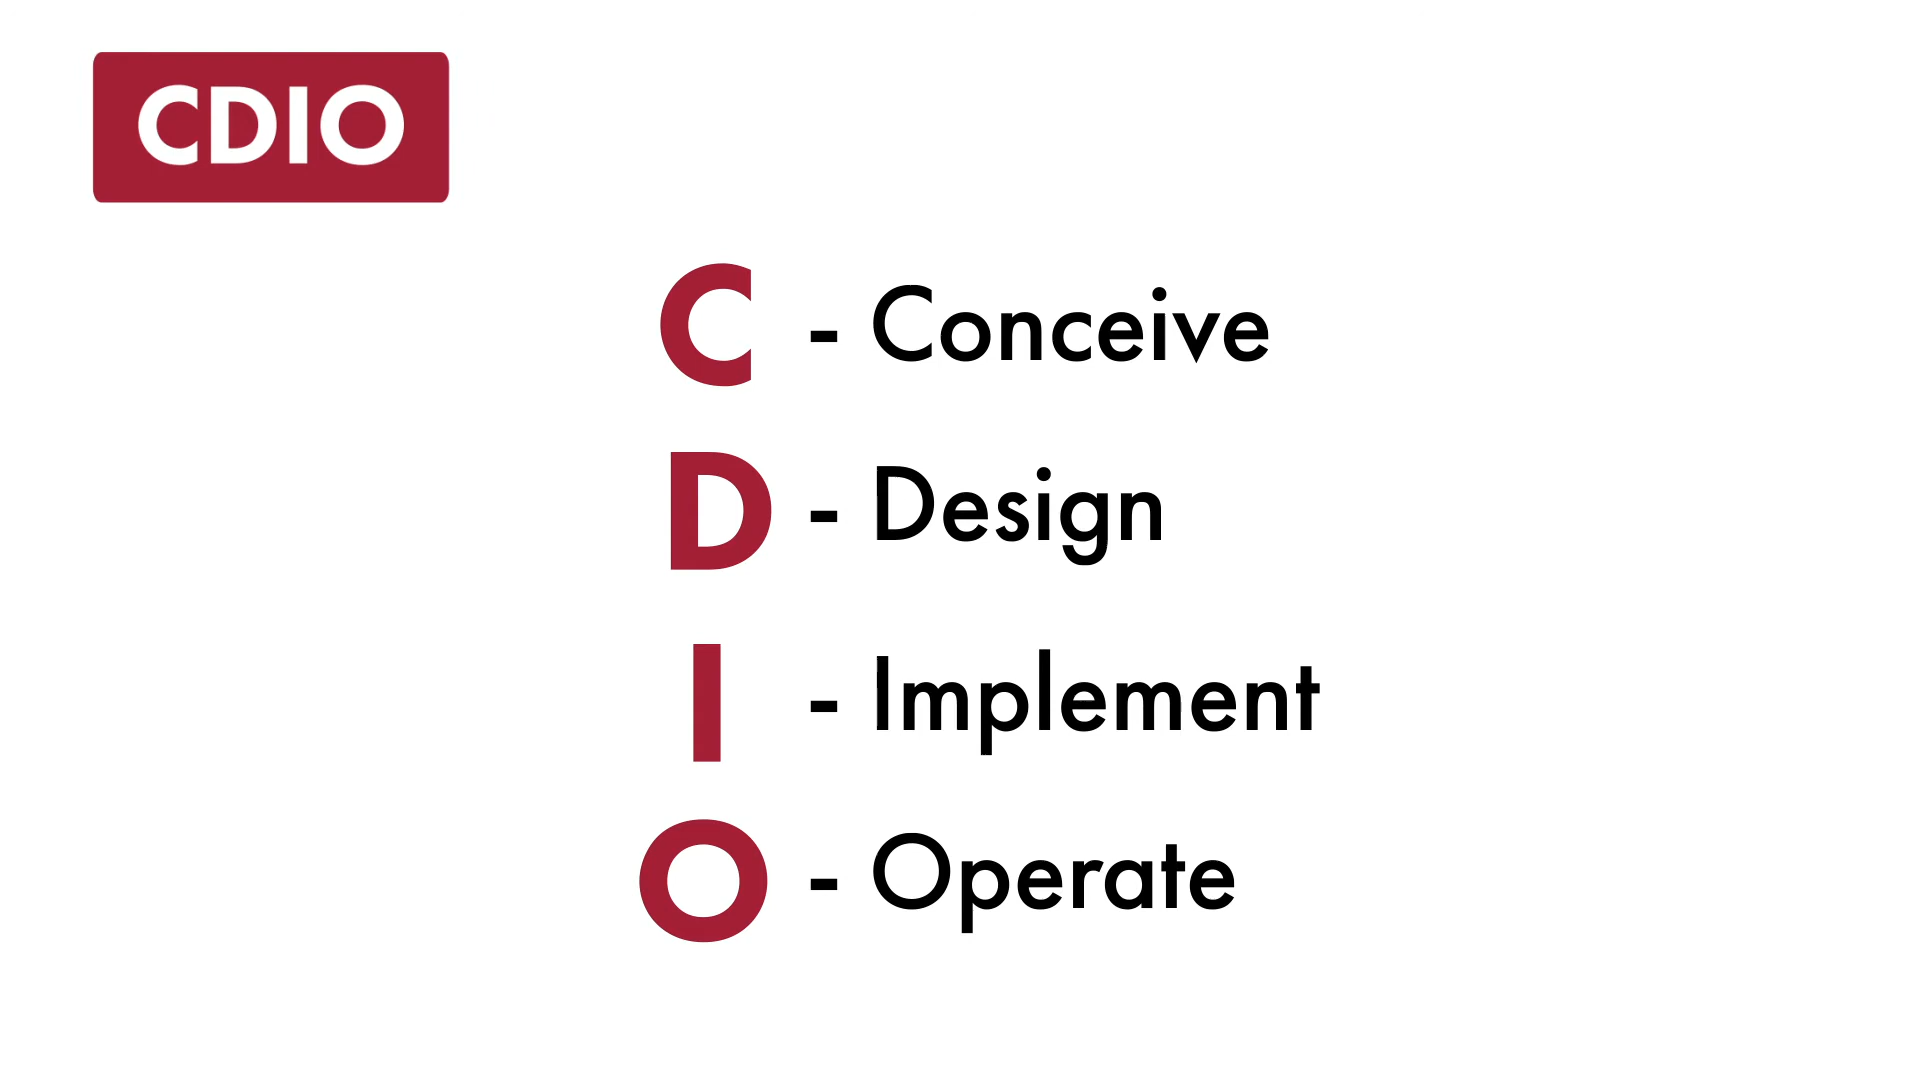 CDIO
C - Conceive
D - Design
I - Implement
O - Operate